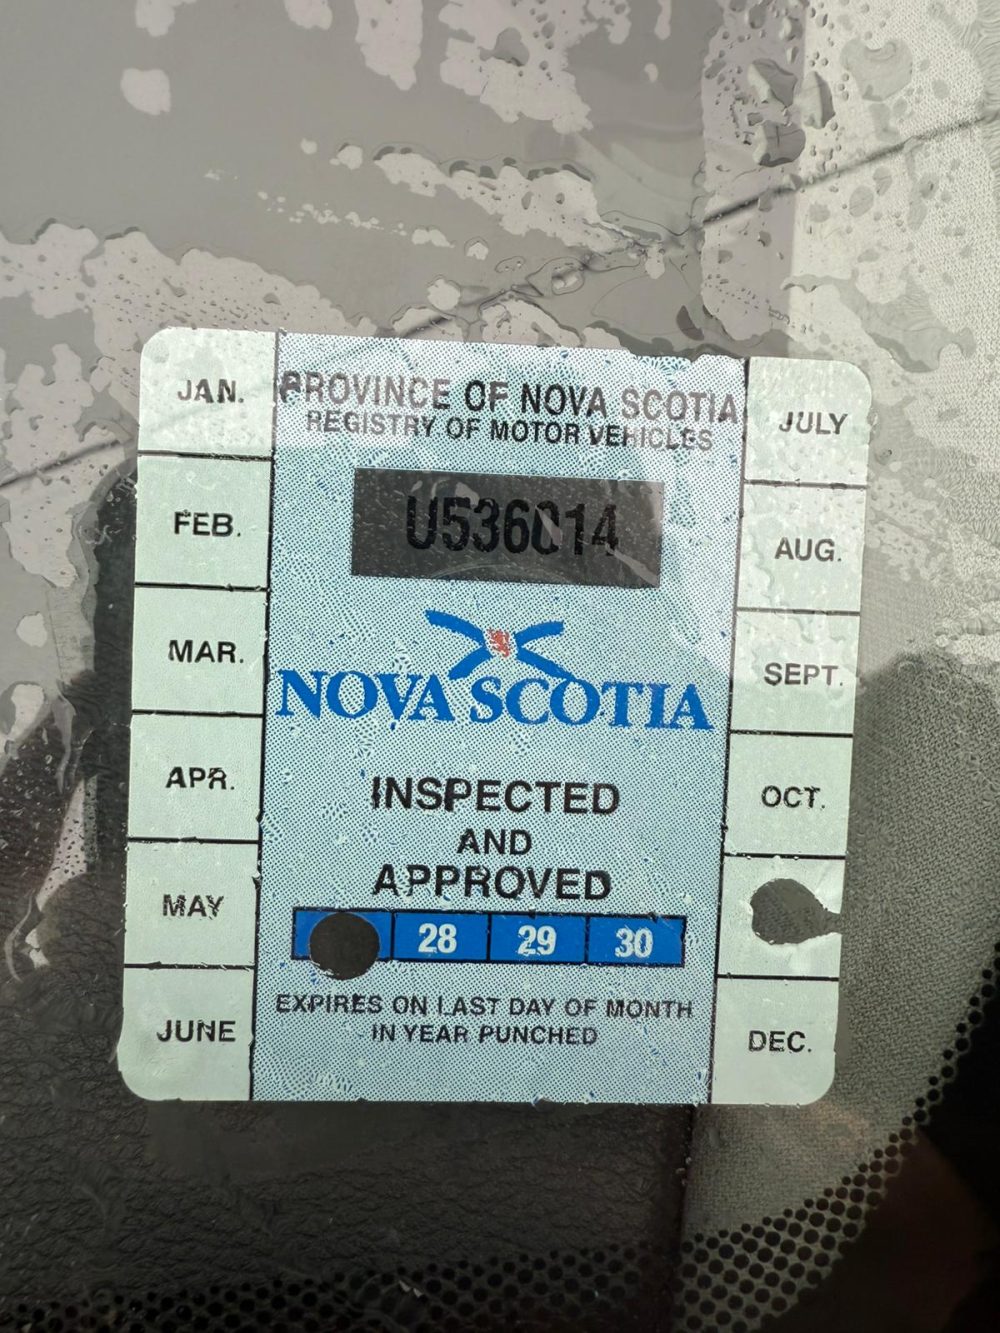 PROVINCE OF NOVA SCOTIA
REGISTRY OF MOTOR VEHICLES
U536014
NOVA SCOTIA
INSPECTED
AND
APPROVED
28 29 30
EXPIRES ON LAST DAY OF MONTH
IN YEAR PUNCHED
JAN.
FEB.
MAR.
APR.
MAY
JUNE
JULY
AUG.
SEPT.
OCT.
DEC.